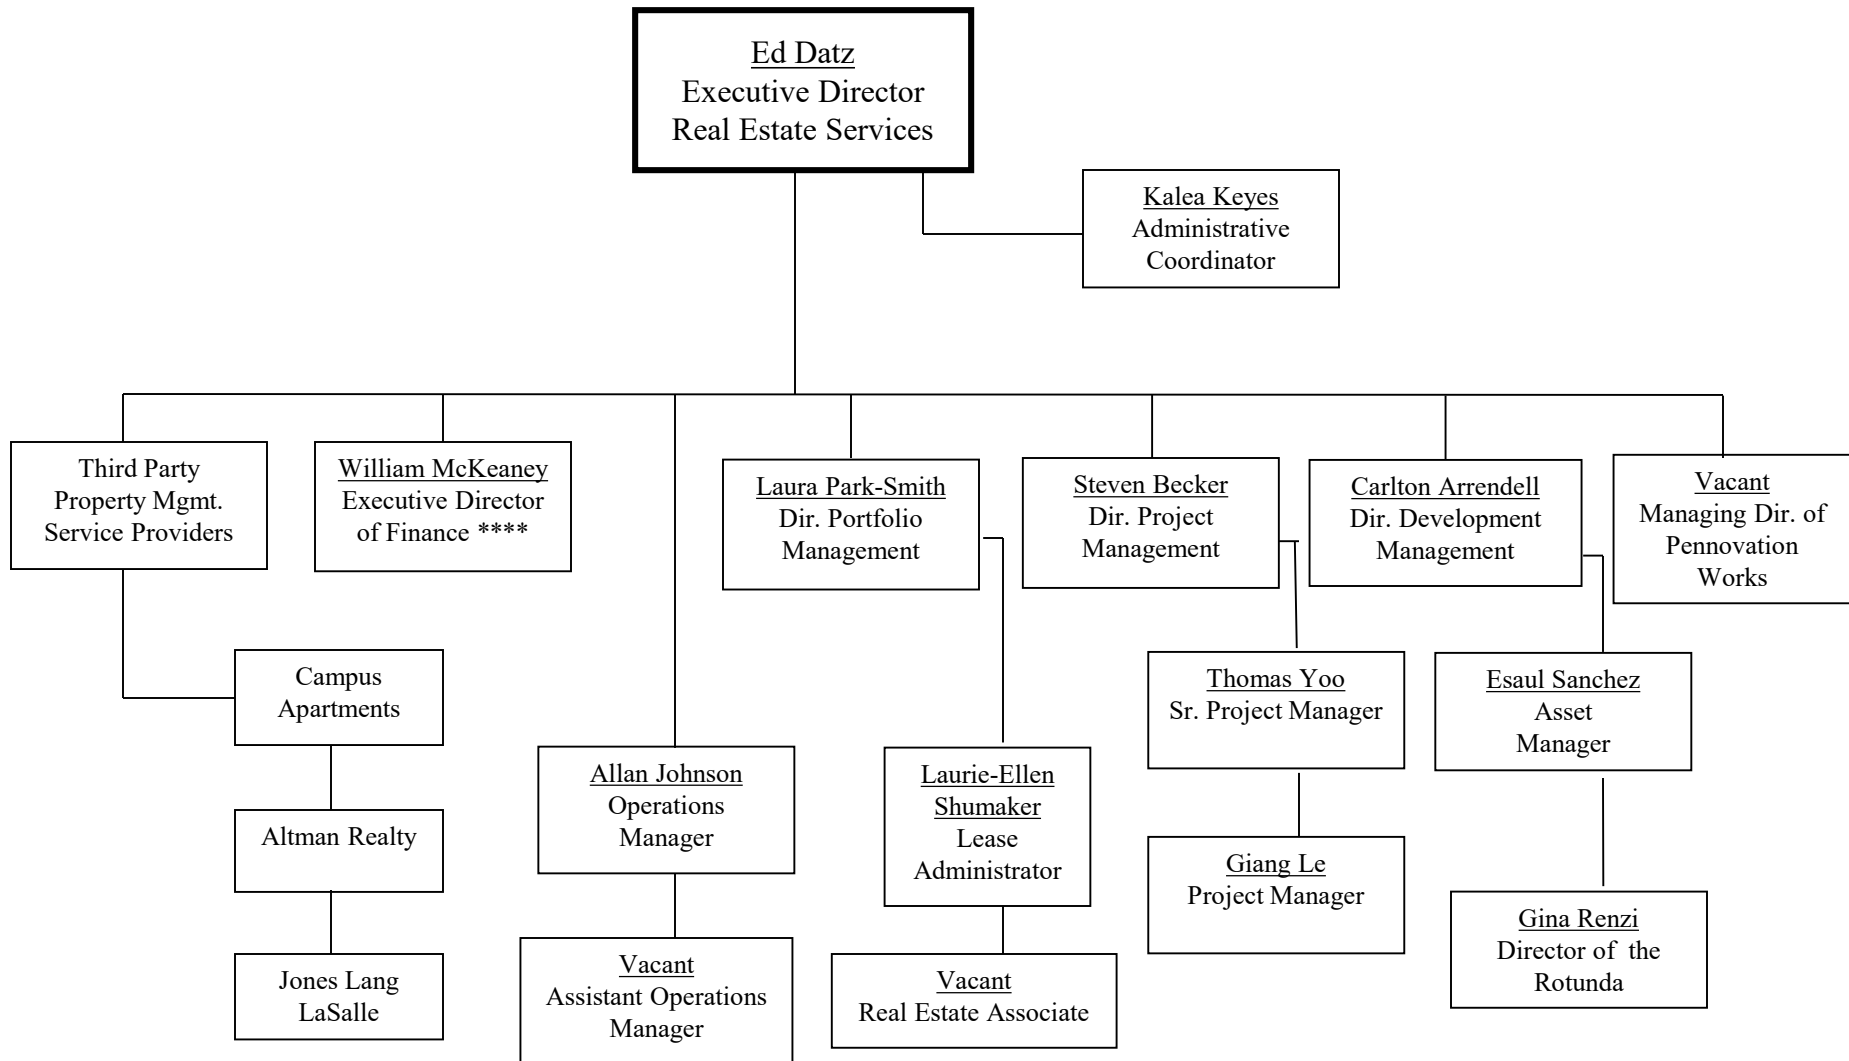 Ed Datz
Executive Director
Real Estate Services
Kalea Keyes
Administrative
Coordinator
Third Party
Property Mgmt.
Service Providers
William McKeaney
Executive Director
of Finance ****
Laura Park-Smith
Dir. Portfolio
Management
Steven Becker
Dir. Project
Management
Carlton Arrendell
Dir. Development
Management
Vacant
Managing Dir. of
Pennovation
Works
Campus
Apartments
Thomas Yoo
Sr. Project Manager
Esaul Sanchez
Asset
Manager
Altman Realty
Allan Johnson
Operations
Manager
Laurie-Ellen
Shumaker
Lease
Administrator
Giang Le
Project Manager
Gina Renzi
Director of the
Rotunda
Jones Lang
LaSalle
Vacant
Assistant Operations
Manager
Vacant
Real Estate Associate